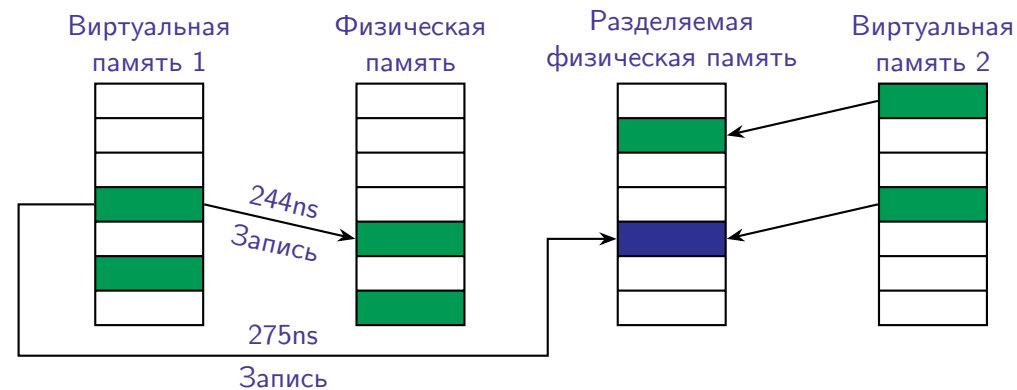 Виртуальная
память 1
Физическая
память
Разделяемая
физическая память
Виртуальная
память 2
244ns
Запись
275ns
Запись